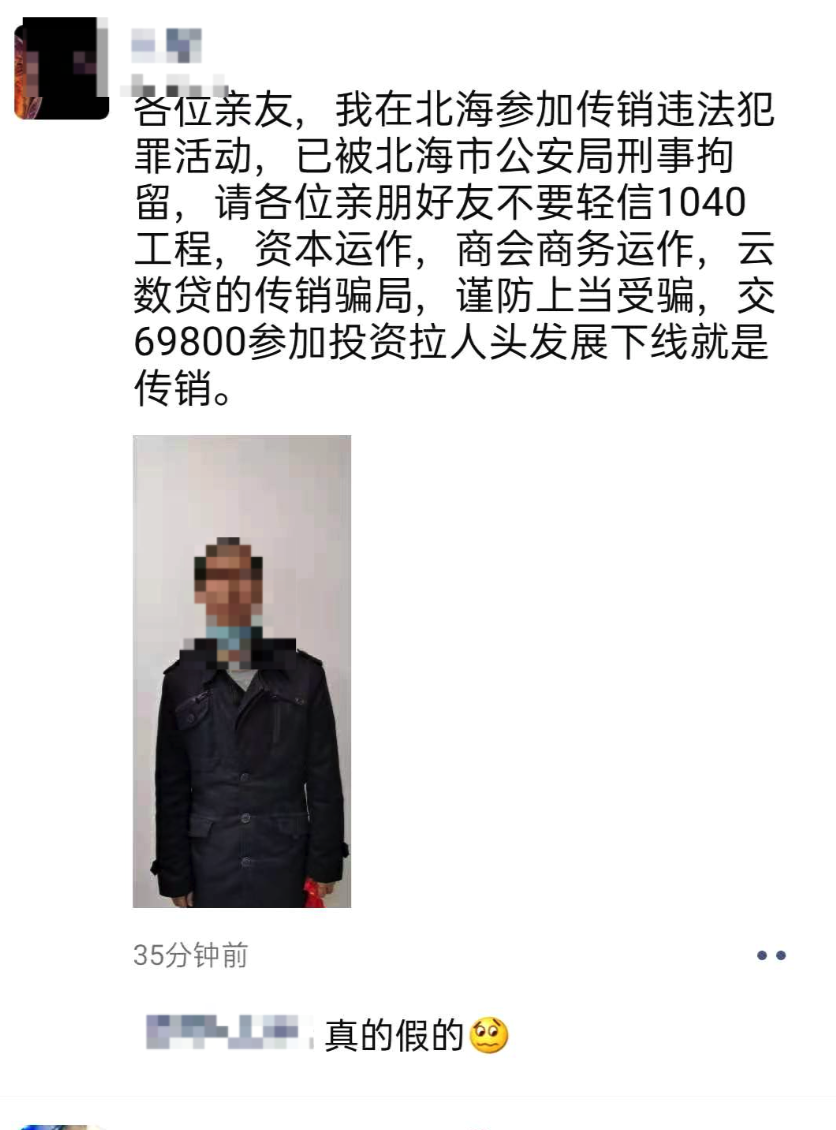 各位亲友，我在北海参加传销违法犯
罪活动，已被北海市公安局刑事拘
留，请各位亲朋好友不要轻信1040
工程，资本运作，商会商务运作，云
数贷的传销骗局，谨防上当受骗，交
69800参加投资拉人头发展下线就是
传销。
35分钟前
真的假的